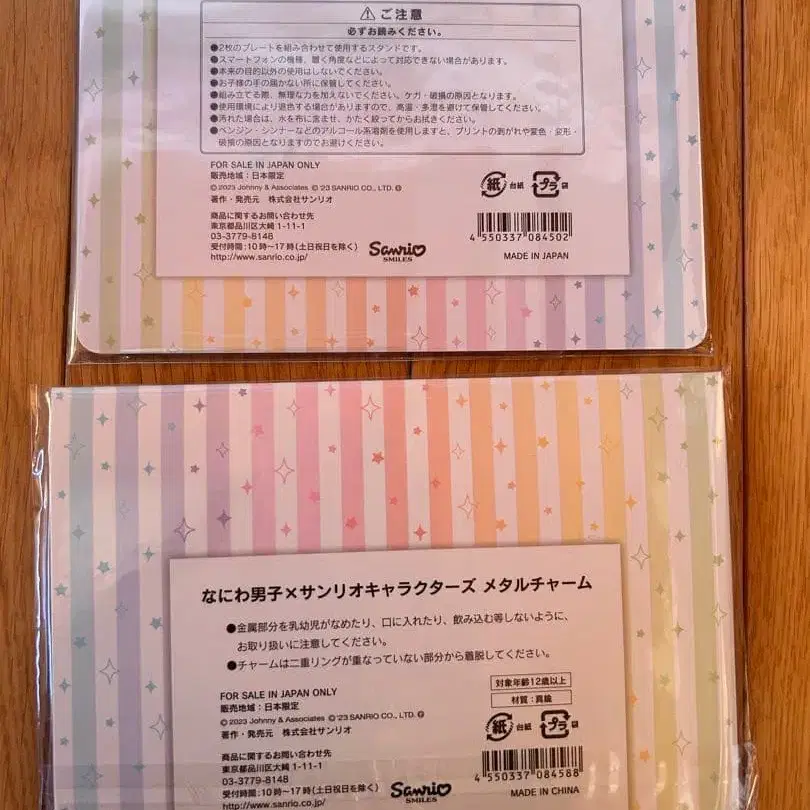 ⚠ご注意
必ずお読みください。
●2枚のプレートを組み合わせて使用するスタンドです。
●スマートフォンの機種、置く角度などによって対応できない場合があります。
●本来の目的以外の使用はしないでください。
●お子様の手の届かない所に保管してください。
●組み立てる際、無理な力を加えないでください。ケガ・破損の原因となります。
●使用環境により退色する場合がありますので、高温・多湿を避けて保管してください。
●汚れた場合は、水を布に含ませ、かたく絞ってからお拭きください。
●ベンジン・シンナーなどのアルコール系溶剤を使用しますと、プリントの剥がれや変色・変形・
破損の原因となりますのでお避けください。
FOR SALE IN JAPAN ONLY
販売地域:日本限定
© 2023 Johnny & Associates © '23 SANRIO CO., LTD. Ⓛ
著作・発売元 株式会社サンリオ
紙 台紙 プラ 袋
商品に関するお問い合わせ先
東京都品川区大崎 1-11-1
03-3779-8148
受付時間:10時〜17時(土日祝日を除く)
http://www.sanrio.co.jp/
Sanrio
SMILES
4 550337 084502
MADE IN JAPAN
なにわ男子×サンリオキャラクターズ メタルチャーム
●金属部分を乳幼児がなめたり、口に入れたり、飲み込む等しないように、
お取り扱いに注意してください。
●チャームは二重リングが重なっていない部分から着脱してください。
対象年齢12歳以上
材質:真鍮
FOR SALE IN JAPAN ONLY
販売地域:日本限定
© 2023 Johnny & Associates © '23 SANRIO CO., LTD.
著作・発売元 株式会社サンリオ
紙 台紙 プラ 袋
商品に関するお問い合わせ先
東京都品川区大崎 1-11-1
03-3779-8148
受付時間:10時〜17時(土日祝日を除く)
http://www.sanrio.co.jp/
Sanrio
SMILES
4 550337 084588
MADE IN CHINA